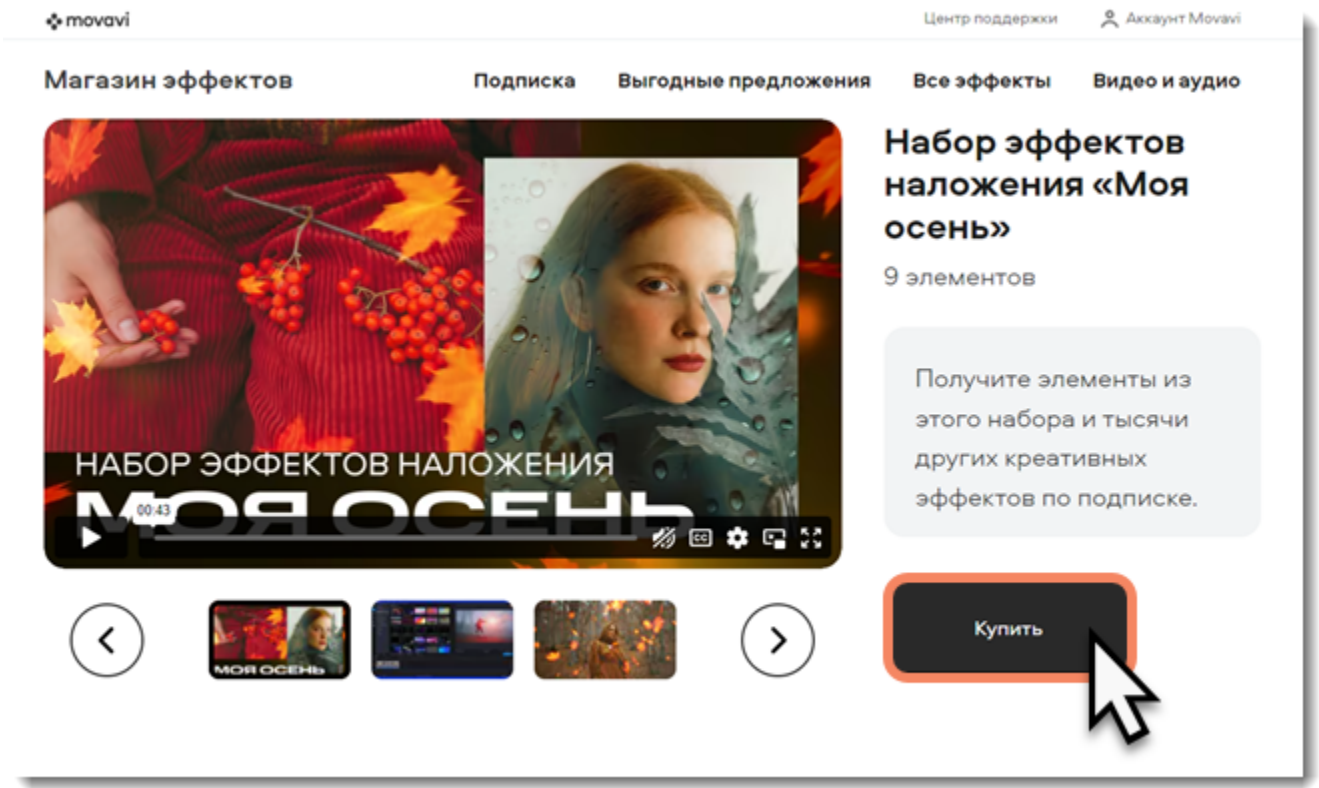 movavi
Центр поддержки
Аккаунт Movavi
Магазин эффектов
Подписка
Выгодные предложения
Все эффекты
Видео и аудио
НАБОР ЭФФЕКТОВ НАЛОЖЕНИЯ
МОЯ ОСЕНЬ
00:43
CC
МОЯ ОСЕНЬ
Набор эффектов
наложения «Моя
осень»
9 элементов
Получите элементы из
этого набора и тысячи
других креативных
эффектов по подписке.
Купить